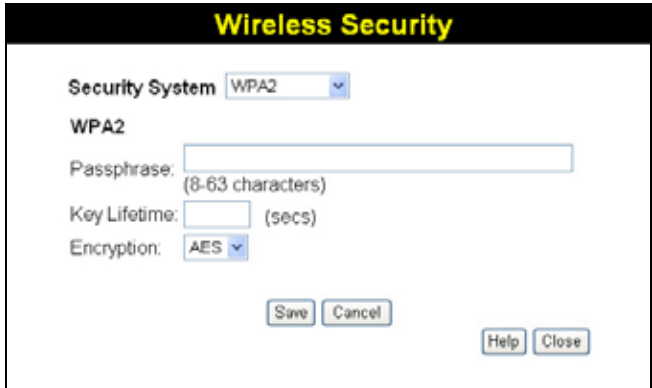 Wireless Security
Security System WPA2
WPA2
Passphrase:
(8-63 characters)
Key Lifetime: (secs)
Encryption: AES
Save Cancel
Help Close